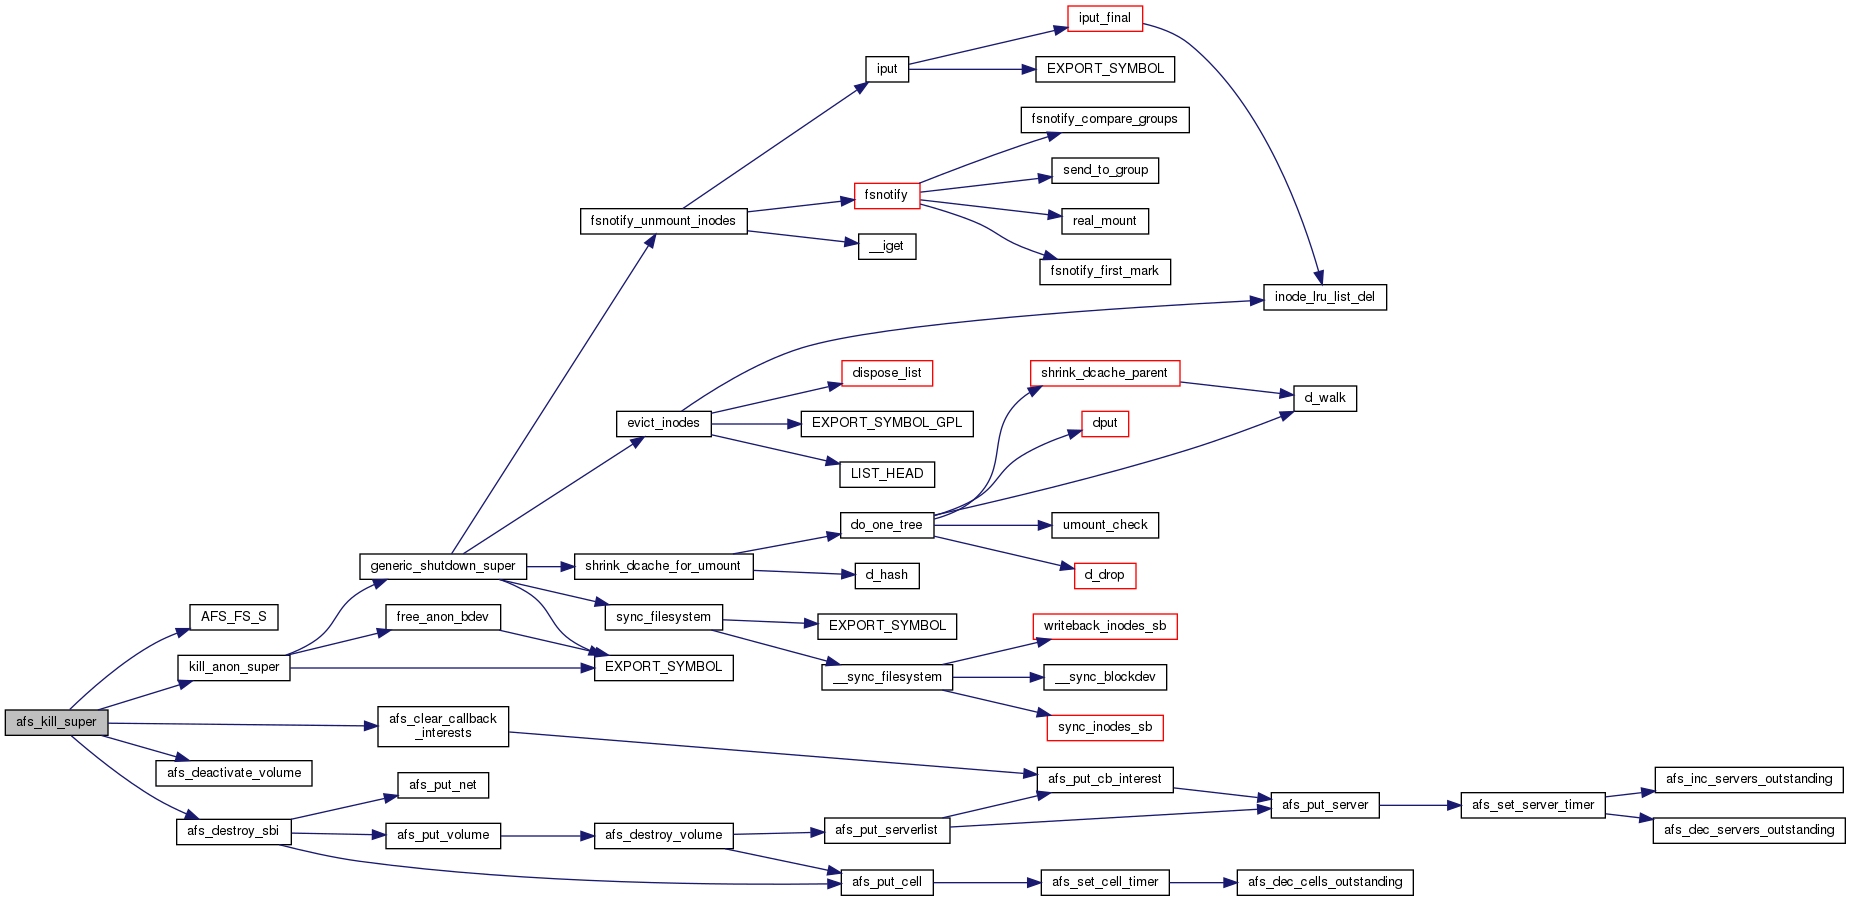 iput_final
iput
EXPORT_SYMBOL
fsnotify_compare_groups
send_to_group
fsnotify
real_mount
fsnotify_unmount_inodes
__iget
fsnotify_first_mark
inode_lru_list_del
dispose_list
shrink_dcache_parent
d_walk
evict_inodes
EXPORT_SYMBOL_GPL
dput
LIST_HEAD
do_one_tree
umount_check
generic_shutdown_super
shrink_dcache_for_umount
d_hash
d_drop
AFS_FS_S
free_anon_bdev
sync_filesystem
EXPORT_SYMBOL
writeback_inodes_sb
kill_anon_super
EXPORT_SYMBOL
__sync_filesystem
__sync_blockdev
afs_kill_super
afs_clear_callback
_interests
sync_inodes_sb
afs_deactivate_volume
afs_put_net
afs_put_cb_interest
afs_inc_servers_outstanding
afs_put_server
afs_set_server_timer
afs_destroy_sbi
afs_put_volume
afs_destroy_volume
afs_put_serverlist
afs_dec_servers_outstanding
afs_put_cell
afs_set_cell_timer
afs_dec_cells_outstanding